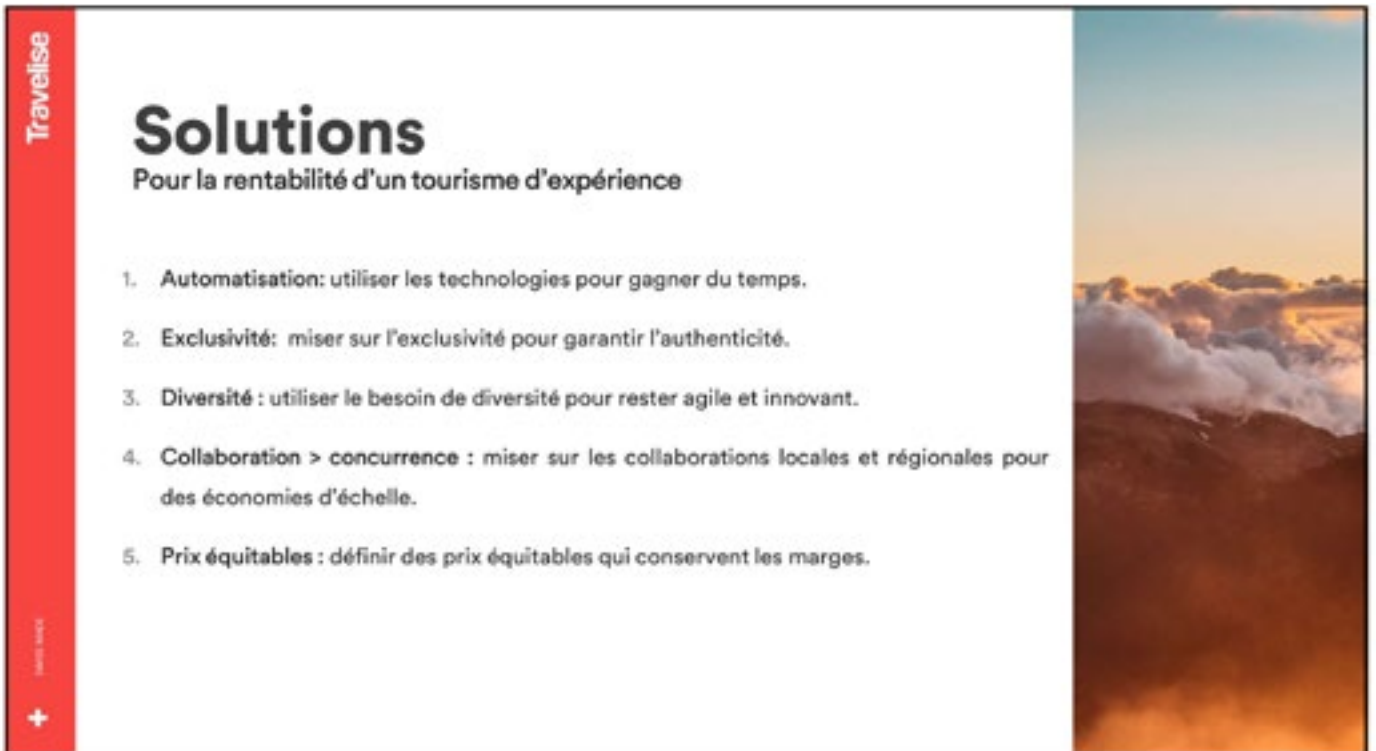 Travelise
Solutions
Pour la rentabilité d'un tourisme d'expérience
1. Automatisation: utiliser les technologies pour gagner du temps.
2. Exclusivité: miser sur l'exclusivité pour garantir l'authenticité.
3. Diversité : utiliser le besoin de diversité pour rester agile et innovant.
4. Collaboration > concurrence : miser sur les collaborations locales et régionales pour
des économies d'échelle.
5. Prix équitables : définir des prix équitables qui conservent les marges.